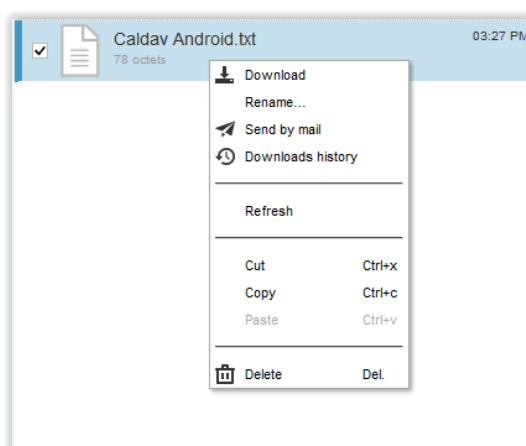 Caldav Android.txt 03:27 PM
78 octets
Download
Rename...
Send by mail
Downloads history
Refresh
Cut Ctrl+x
Copy Ctrl+c
Paste Ctrl+v
Delete Del.